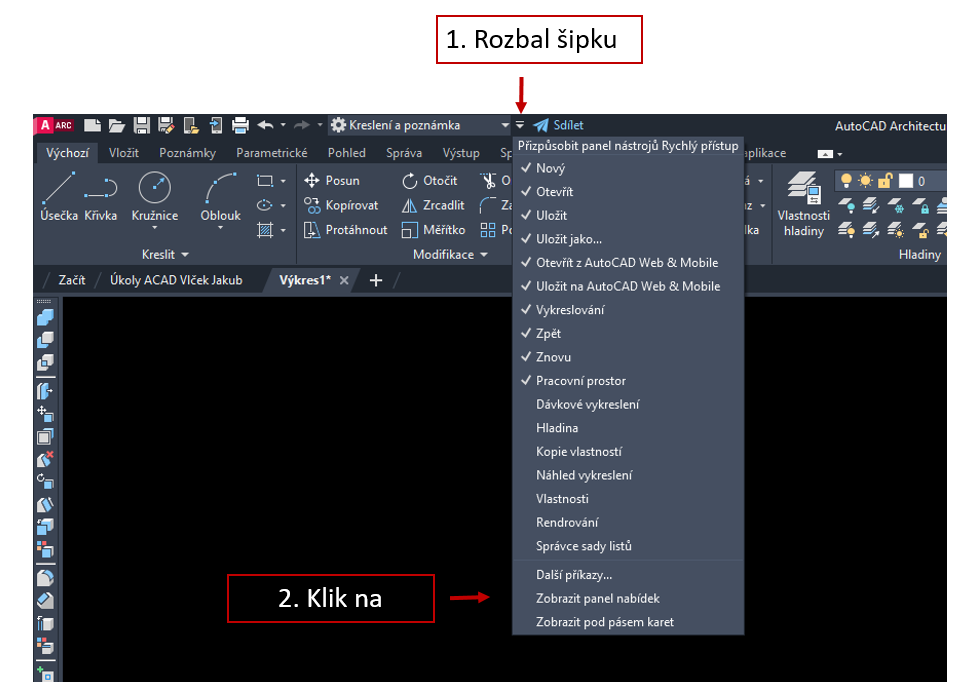 1. Rozbal šipku
A ARC
Kreslení a poznámka
Sdílet
AutoCAD Architectu
Výchozí
Vložit
Poznámky
Parametrické
Pohled
Správa
Výstup
Sp
aplikace
Přizpůsobit panel nástrojů Rychlý přístup
Úsečka
Křivka
Kružnice
Oblouk
Kreslit
Posun
Otočit
O
Kopírovat
Zrcadlit
Za
Protáhnout
Měřítko
Po
Modifikace
Vlastnosti
hladiny
0
Hladiny
Začít
Úkoly ACAD Vlček Jakub
Výkres1*
Nový
Otevřít
Uložit
Uložit jako...
Otevřít z AutoCAD Web & Mobile
Uložit na AutoCAD Web & Mobile
Vykreslování
Zpět
Znovu
Pracovní prostor
Dávkové vykreslení
Hladina
Kopie vlastností
Náhled vykreslení
Vlastnosti
Rendrování
Správce sady listů
Další příkazy...
Zobrazit panel nabídek
Zobrazit pod pásem karet
2. Klik na